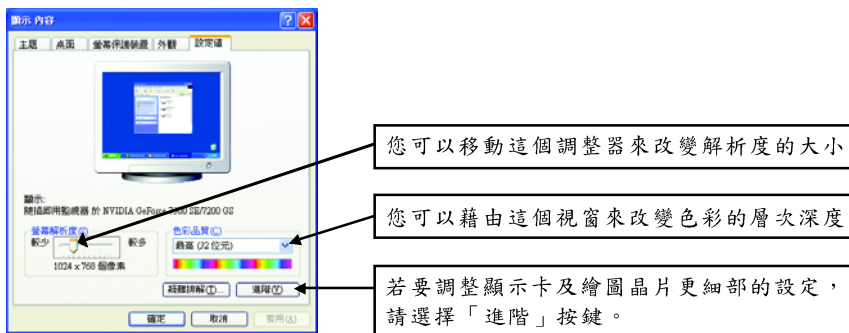 顯示 內容
主題 桌面 螢幕保護裝置 外觀 設定值
顯示:
隨插即用監視器 於 NVIDIA GeForce 7300 SE/7200 GS
螢幕解析度(S)
較少 較多
1024 x 768 個像素
色彩品質(C)
最高 (32 位元)
疑難排解(T)... 進階(V)
確定 取消 套用(A)
您可以移動這個調整器來改變解析度的大小
您可以藉由這個視窗來改變色彩的層次深度
若要調整顯示卡及繪圖晶片更細部的設定，
請選擇「進階」按鍵。